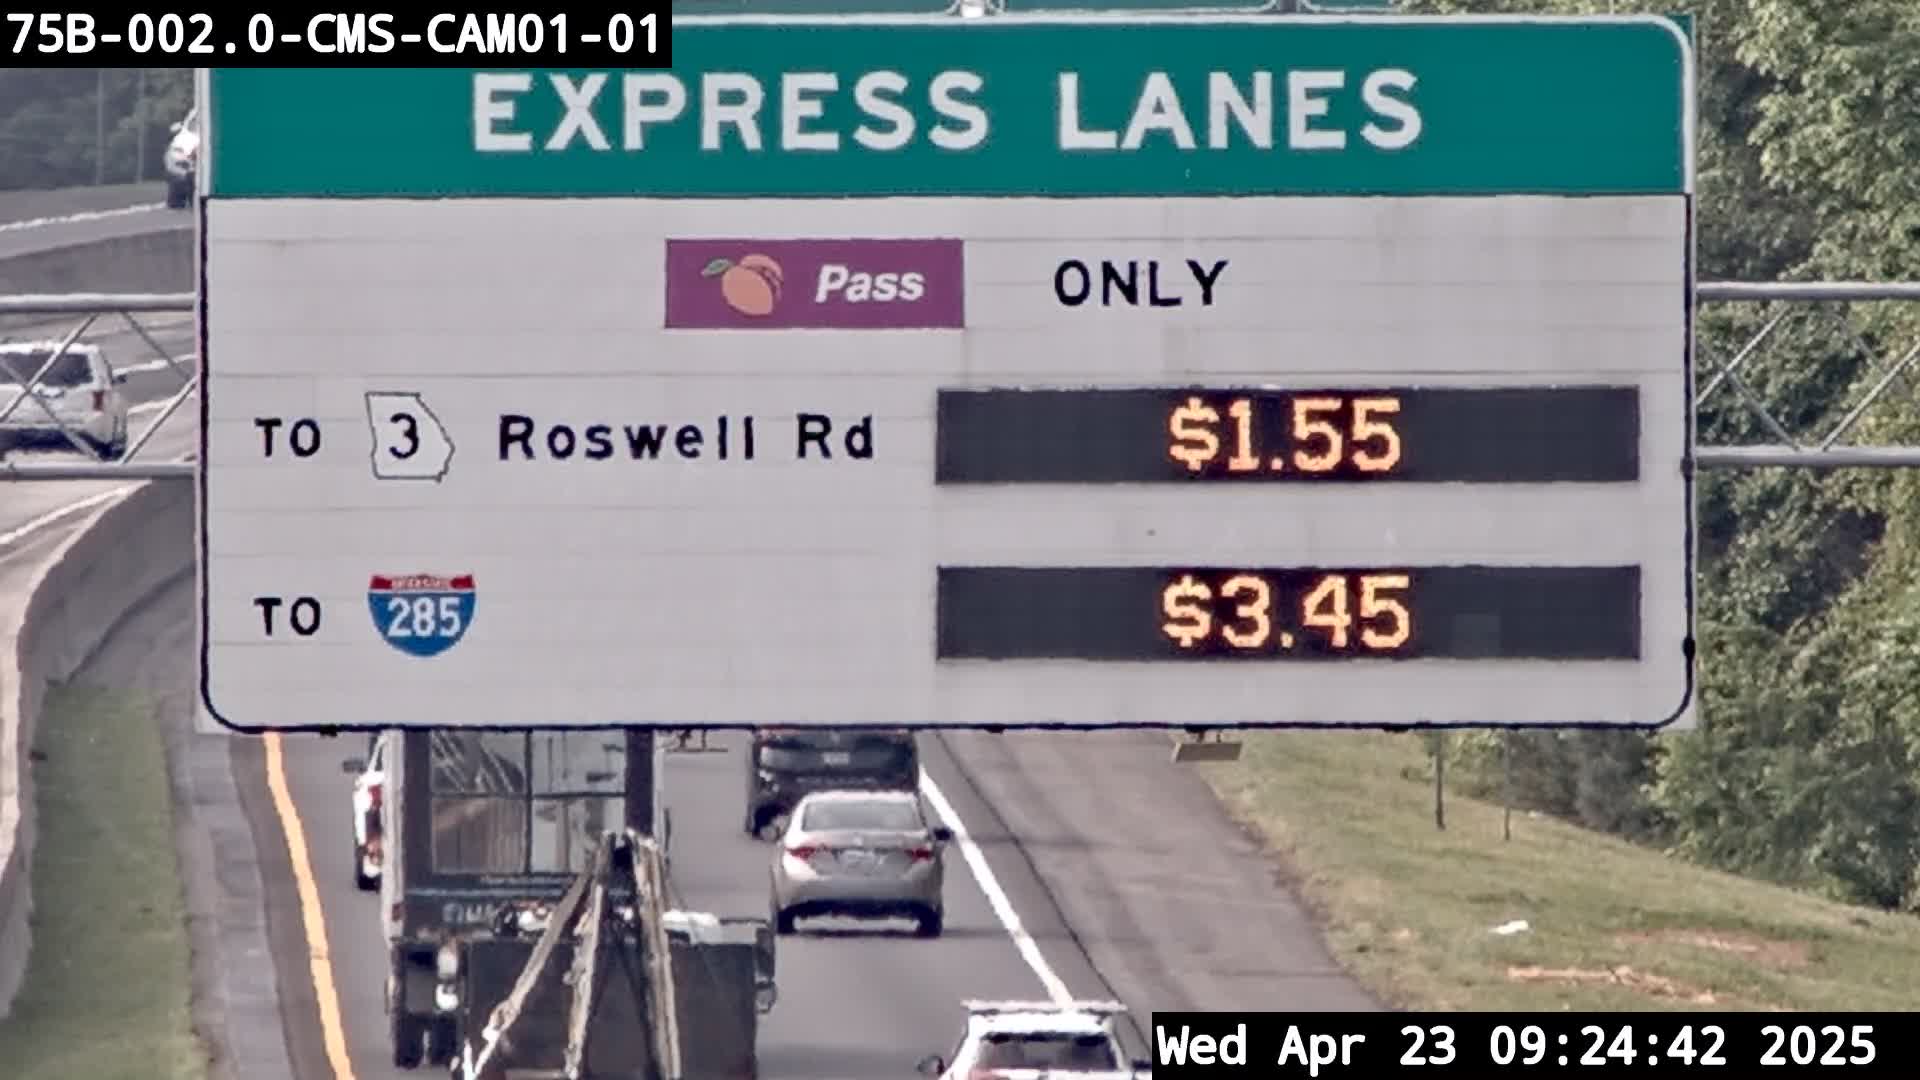 75B-002.0-CMS-CAM01-01
EXPRESS LANES
Pass ONLY
TO 3 Roswell Rd $1.55
TO 285 $3.45
Wed Apr 23 09:24:42 2025